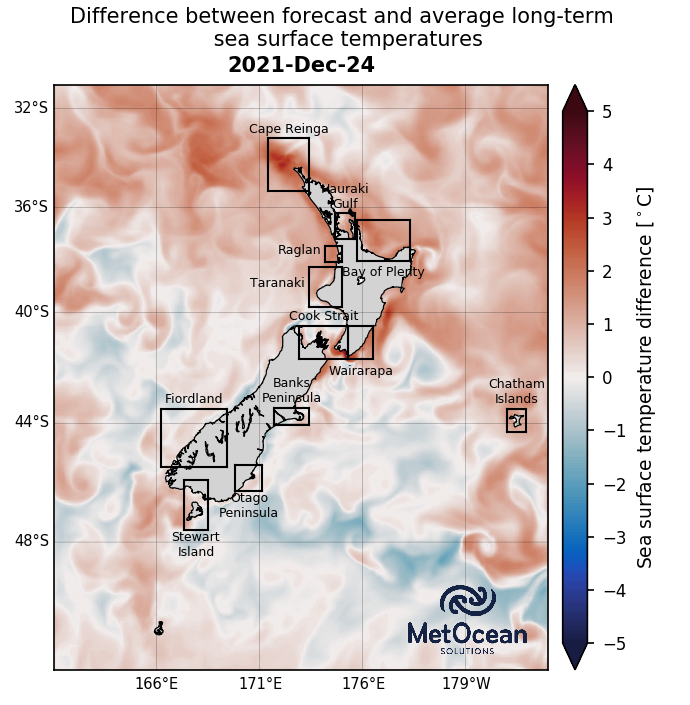 Difference between forecast and average long-term
sea surface temperatures
2021-Dec-24
32°S
36°S
40°S
44°S
48°S
166°E
171°E
176°E
179°W
Cape Reinga
Hauraki
Gulf
Raglan
Bay of Plenty
Taranaki
Cook Strait
Wairarapa
Banks
Peninsula
Fiordland
Chatham
Islands
Otago
Peninsula
Stewart
Island
MetOcean
SOLUTIONS
5
4
3
2
1
0
−1
−2
−3
−4
−5
Sea surface temperature difference [°C]